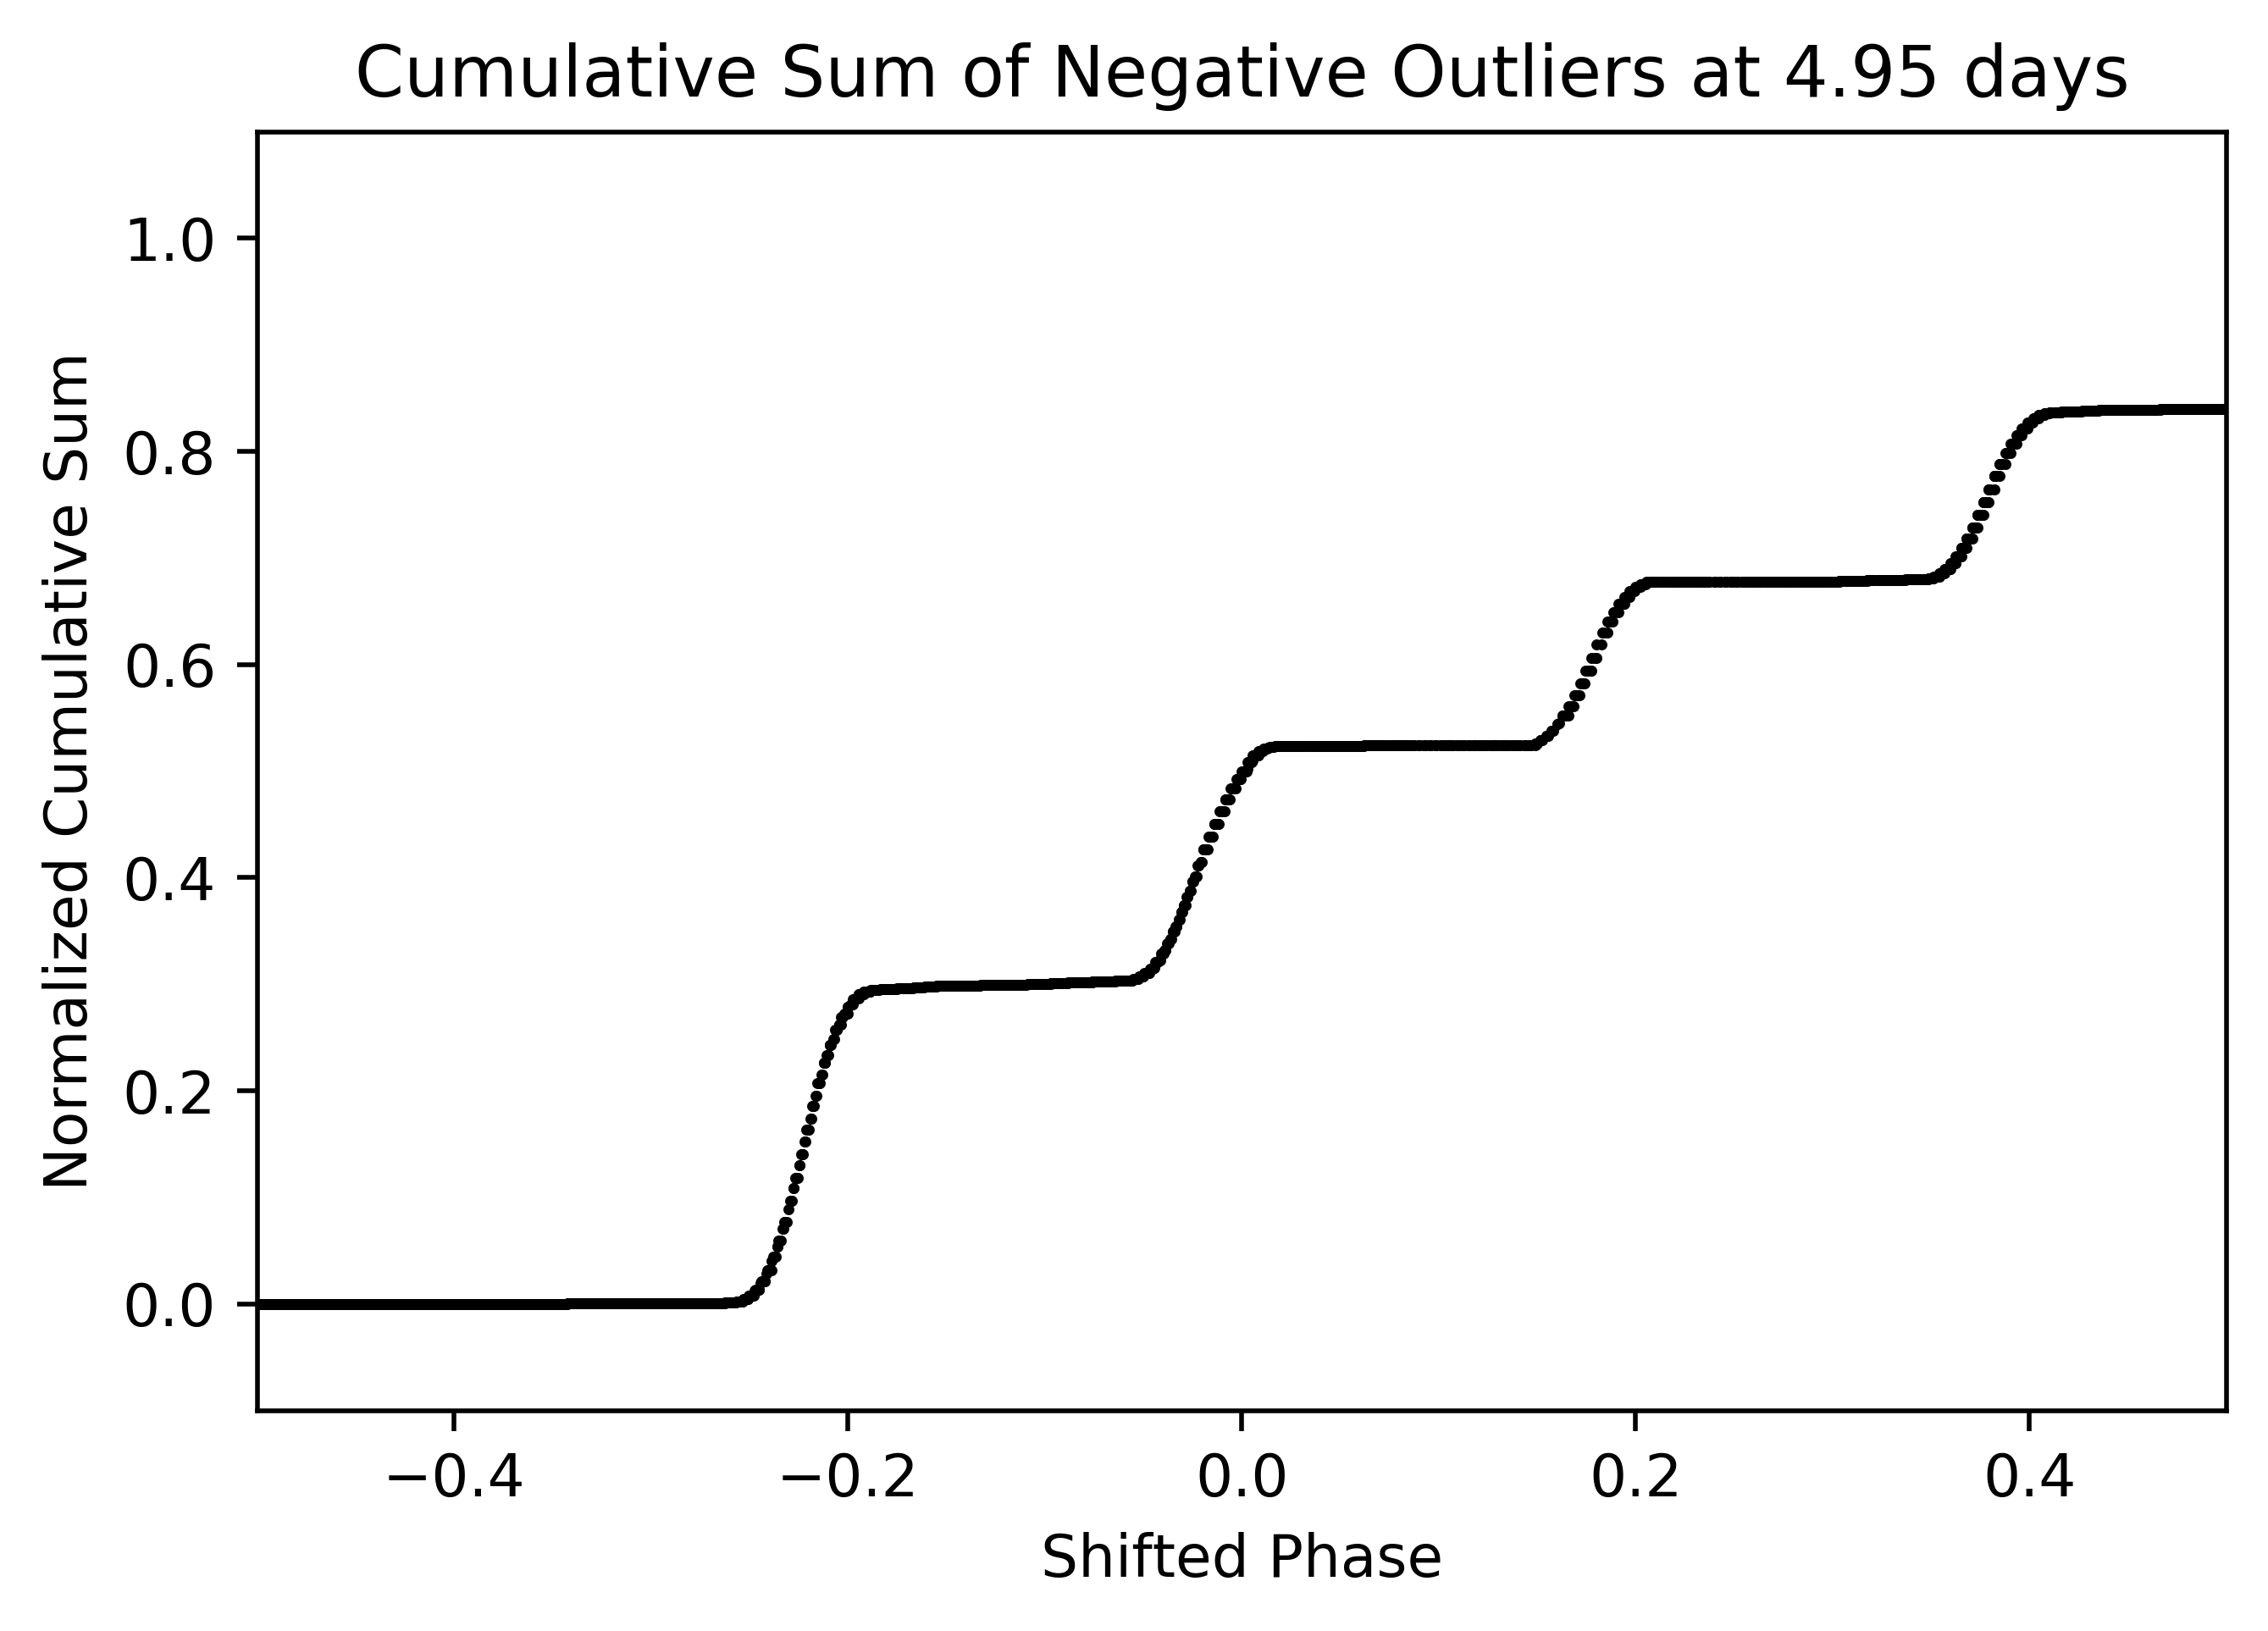 Cumulative Sum of Negative Outliers at 4.95 days
Normalized Cumulative Sum
1.0
0.8
0.6
0.4
0.2
0.0
−0.4 −0.2 0.0 0.2 0.4
Shifted Phase